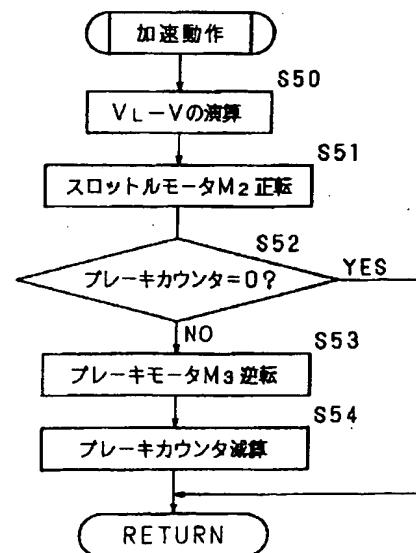 加速動作
S50
VL－Vの演算
S51
スロットルモータM2正転
S52
ブレーキカウンタ=0?
YES
NO
S53
ブレーキモータM3逆転
S54
ブレーキカウンタ減算
RETURN